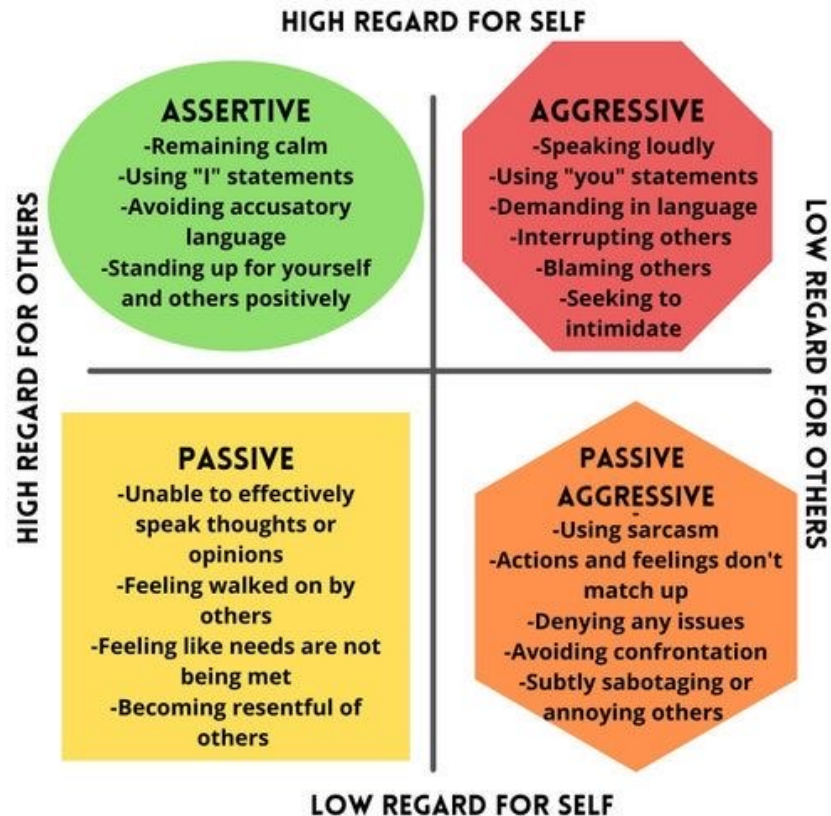 HIGH REGARD FOR SELF
ASSERTIVE
-Remaining calm
-Using "I" statements
-Avoiding accusatory
language
-Standing up for yourself
and others positively
AGGRESSIVE
-Speaking loudly
-Using "you" statements
-Demanding in language
-Interrupting others
-Blaming others
-Seeking to
intimidate
HIGH REGARD FOR OTHERS
LOW REGARD FOR OTHERS
PASSIVE
-Unable to effectively
speak thoughts or
opinions
-Feeling walked on by
others
-Feeling like needs are not
being met
-Becoming resentful of
others
PASSIVE
AGGRESSIVE
-
-Using sarcasm
-Actions and feelings don't
match up
-Denying any issues
-Avoiding confrontation
-Subtly sabotaging or
annoying others
LOW REGARD FOR SELF